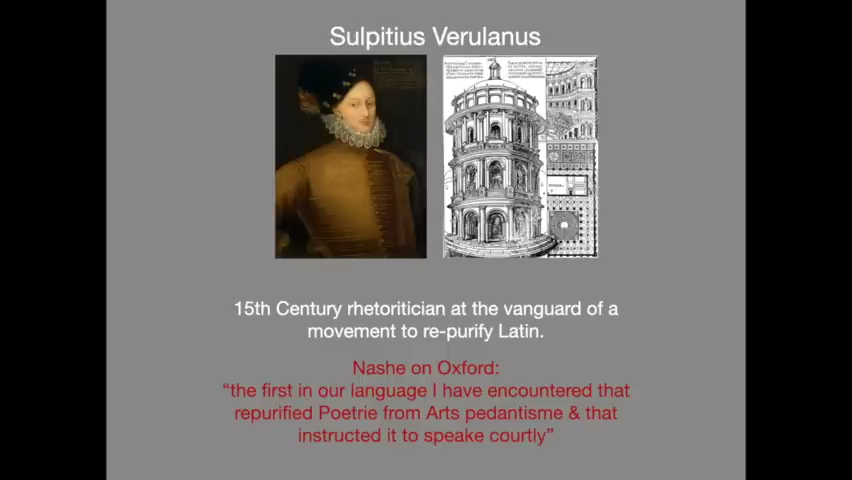 Sulpitius Verulanus
15th Century rhetoritician at the vanguard of a
movement to re-purify Latin.
Nashe on Oxford:
“the first in our language I have encountered that
repurified Poetrie from Arts pedantisme & that
instructed it to speake courtly”